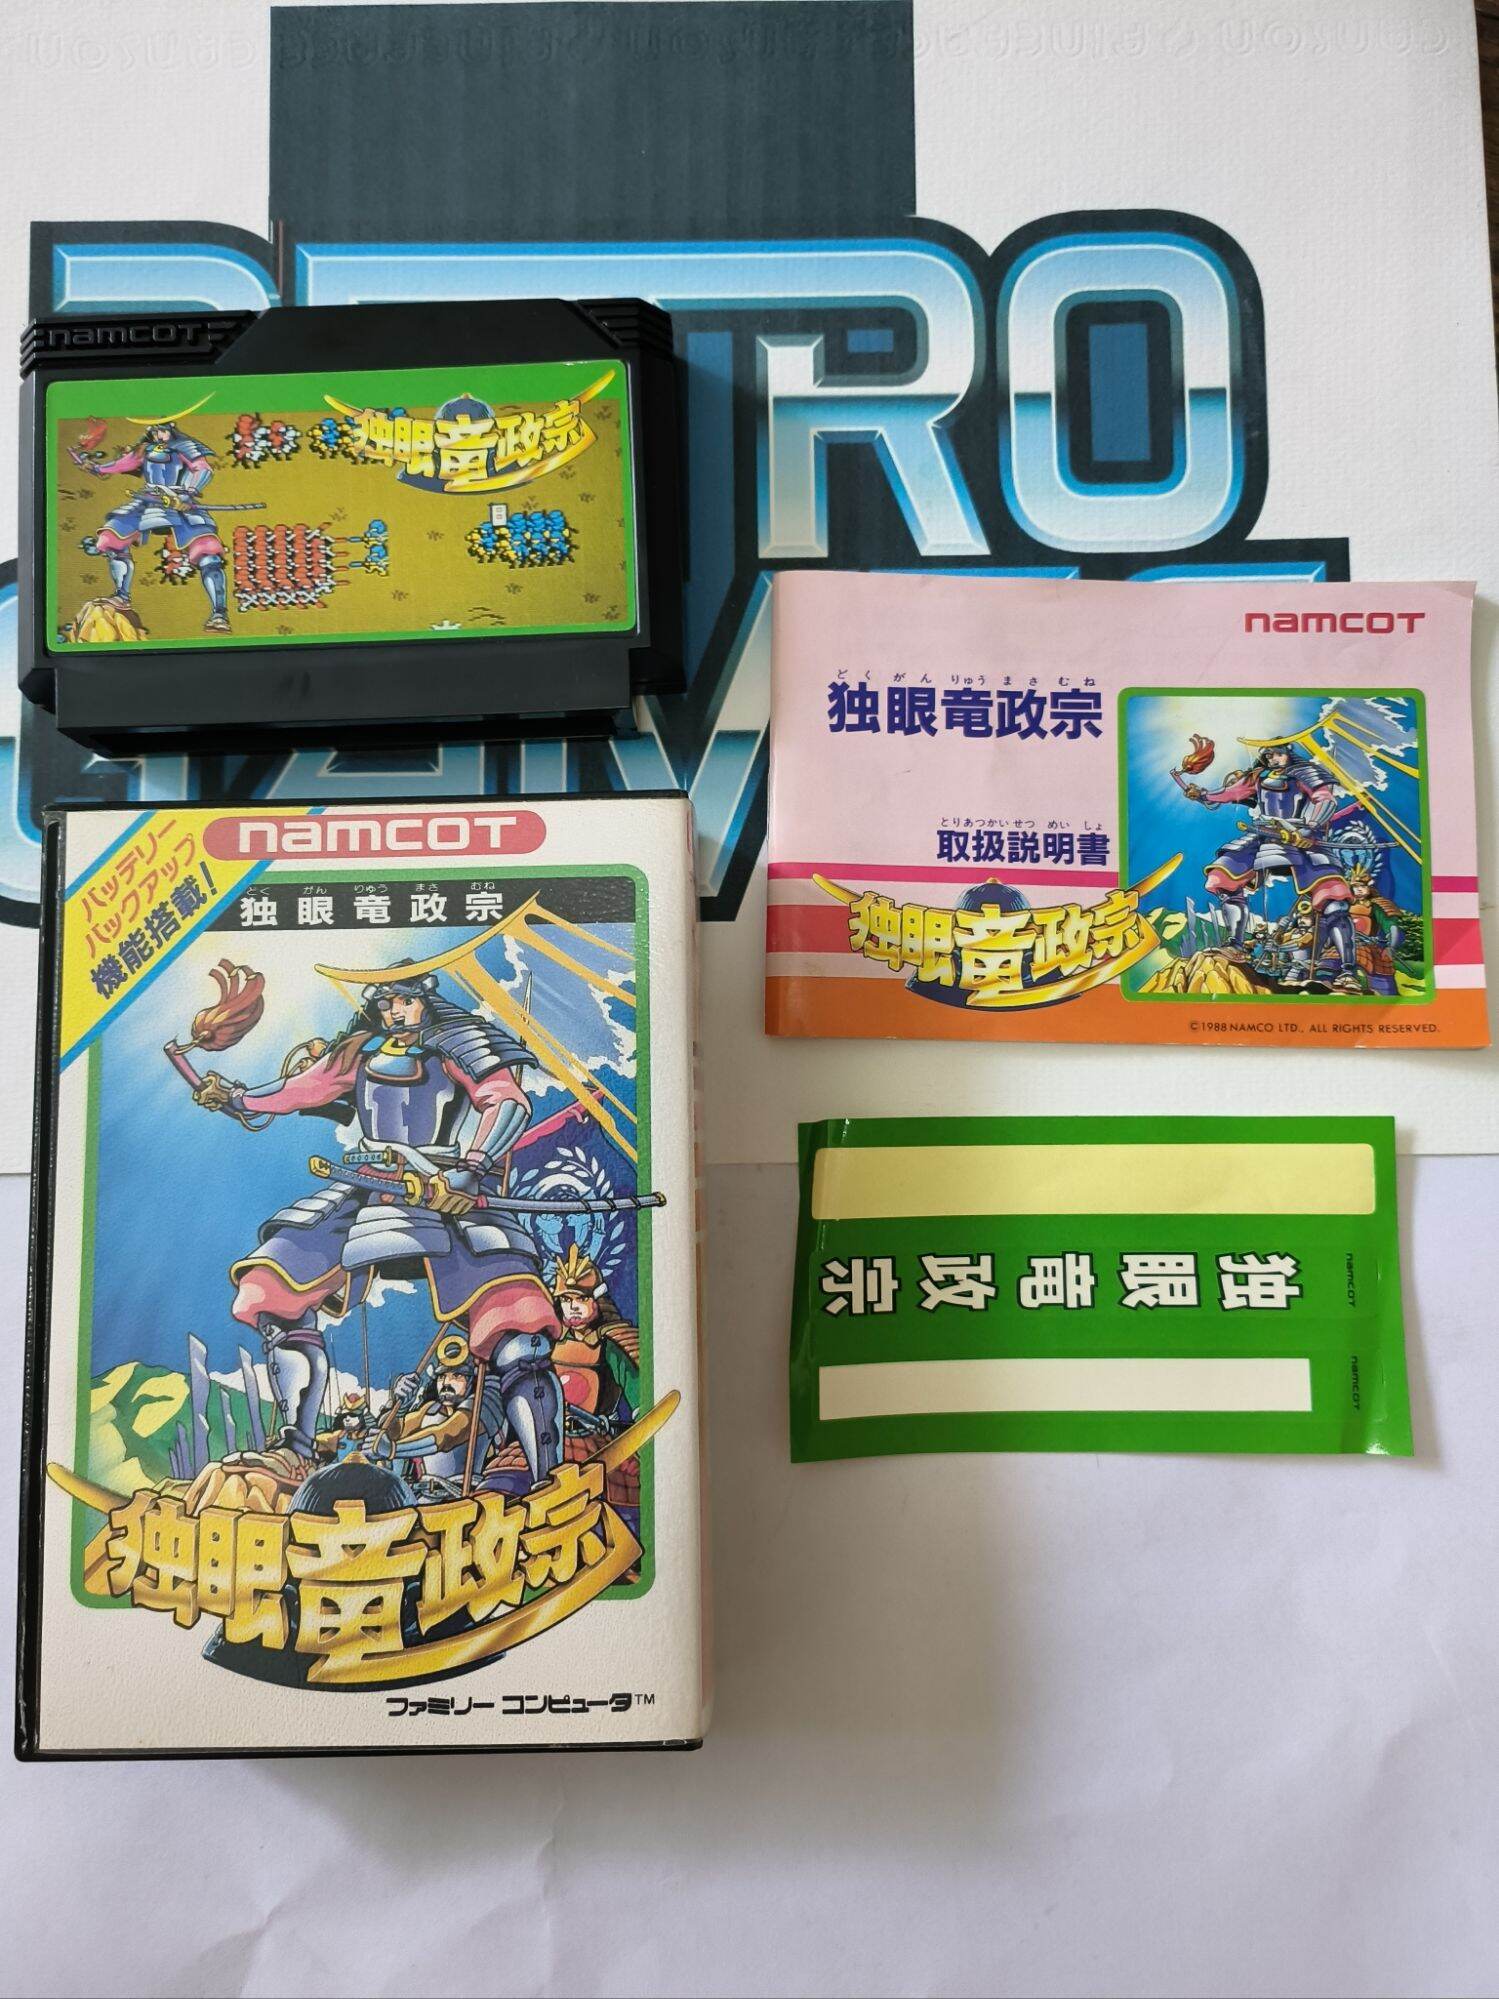 CANSON
RETRO
namcot
独眼竜政宗
namcot
どく がん りゅう まさ むね
独眼竜政宗
とりあつかい せつ めい しょ
取扱説明書
独眼竜政宗
©1988 NAMCO LTD., ALL RIGHTS RESERVED.
バッテリー
バックアップ
機能搭載!
namcot
どく がん りゅう まさ むね
独眼竜政宗
独眼竜政宗
ファミリー コンピュータ™
独眼竜政宗
namcot
namcot